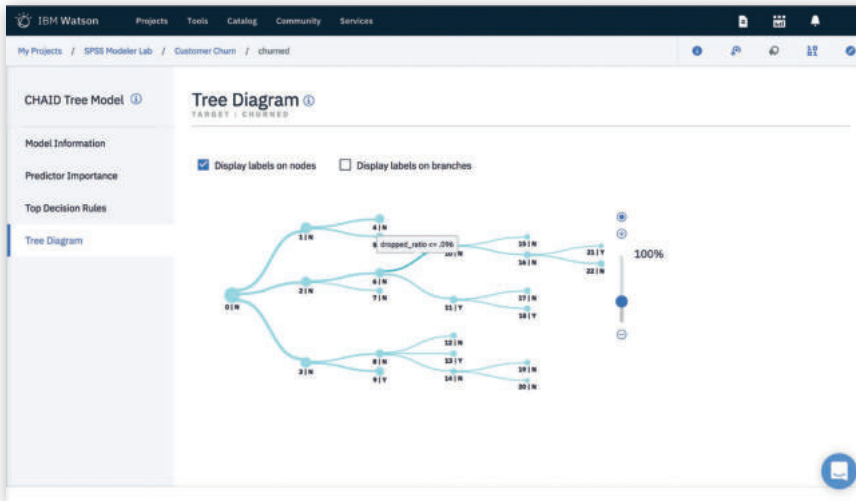 IBM Watson Projects Tools Catalog Community Services
My Projects / SPSS Modeler Lab / Customer Churn / churned
CHAID Tree Model
Model Information
Predictor Importance
Top Decision Rules
Tree Diagram
Tree Diagram
TARGET : CHURNED
Display labels on nodes Display labels on branches
0|N
1|N
2|N
3|N
4|N
dropped_ratio <= .096
6|N
7|N
8|N
9|Y
10|N
11|Y
12|N
13|Y
14|N
15|N
16|N
17|N
18|Y
19|N
20|N
21|Y
22|N
100%